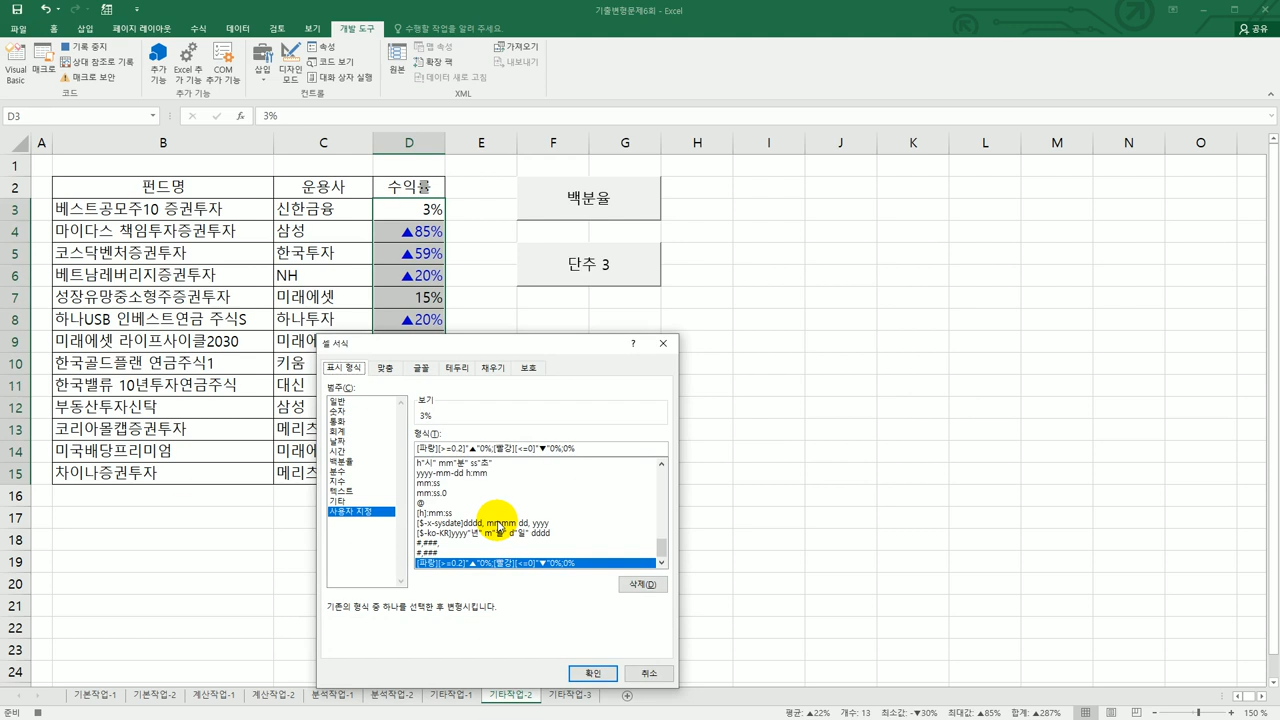 기출변형문제6회 - Excel
파일 홈 삽입 페이지 레이아웃 수식 데이터 검토 보기 개발 도구 수행할 작업을 알려 주세요. 공유
Visual Basic 매크로 기록 중지 상대 참조로 기록 매크로 보안 코드
추가 기능 Excel 추가 기능 COM 추가 기능 추가 기능
삽입 디자인 모드 속성 코드 보기 대화 상자 실행 컨트롤
원본 맵 속성 확장 팩 데이터 새로 고침 가져오기 내보내기 XML
D3 fx 3%
A B C D E F G H I J K L M N O
1
2 펀드명 운용사 수익률 백분율
3 베스트공모주10 증권투자 신한금융 3%
4 마이다스 책임투자증권투자 삼성 ▲85%
5 코스닥벤처증권투자 한국투자 ▲59% 단추 3
6 베트남레버리지증권투자 NH ▲20%
7 성장유망중소형주증권투자 미래에셋 15%
8 하나USB 인베스트연금 주식S 하나투자 ▲20%
9 미래에셋 라이프사이클2030 미래에
10 한국골드플랜 연금주식1 키움
11 한국밸류 10년투자연금주식 대신
12 부동산투자신탁 삼성
13 코리아몰캡증권투자 메리츠
14 미국배당프리미엄 미래에
15 차이나증권투자 메리츠
16
17
18
19
20
21
22
23
24
셀 서식 ? ×
표시 형식 맞춤 글꼴 테두리 채우기 보호
범주(C):
일반
숫자
통화
회계
날짜
시간
백분율
분수
지수
텍스트
기타
사용자 지정
보기
3%
형식(T):
[파랑][>=0.2]"▲"0%;[빨강][<=0]"▼"0%;0%
h"시" mm"분" ss"초"
yyyy-mm-dd h:mm
mm:ss
mm:ss.0
@
[h]:mm:ss
[$-x-sysdate]dddd, mmmm dd, yyyy
[$-ko-KR]yyyy"년" m"월" d"일" dddd
#,###,
#,###
[파랑][>=0.2]"▲"0%;[빨강][<=0]"▼"0%;0%
삭제(D)
기존의 형식 중 하나를 선택한 후 변형시킵니다.
확인 취소
기본작업-1 기본작업-2 계산작업-1 계산작업-2 분석작업-1 분석작업-2 기타작업-1 기타작업-2 기타작업-3
준비 평균: ▲22% 개수: 13 최소값: -▼30% 최대값: ▲85% 합계: ▲287% 150 %